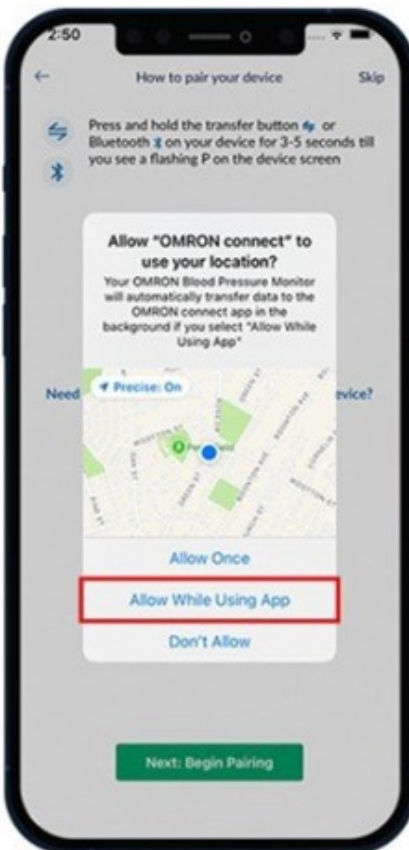 2:50
How to pair your device
Skip
Press and hold the transfer button or
Bluetooth on your device for 3-5 seconds till
you see a flashing P on the device screen
Allow "OMRON connect" to
use your location?
Your OMRON Blood Pressure Monitor
will automatically transfer data to the
OMRON connect app in the
background if you select "Allow While
Using App"
Need
evice?
Precise: On
Allow Once
Allow While Using App
Don't Allow
Next: Begin Pairing